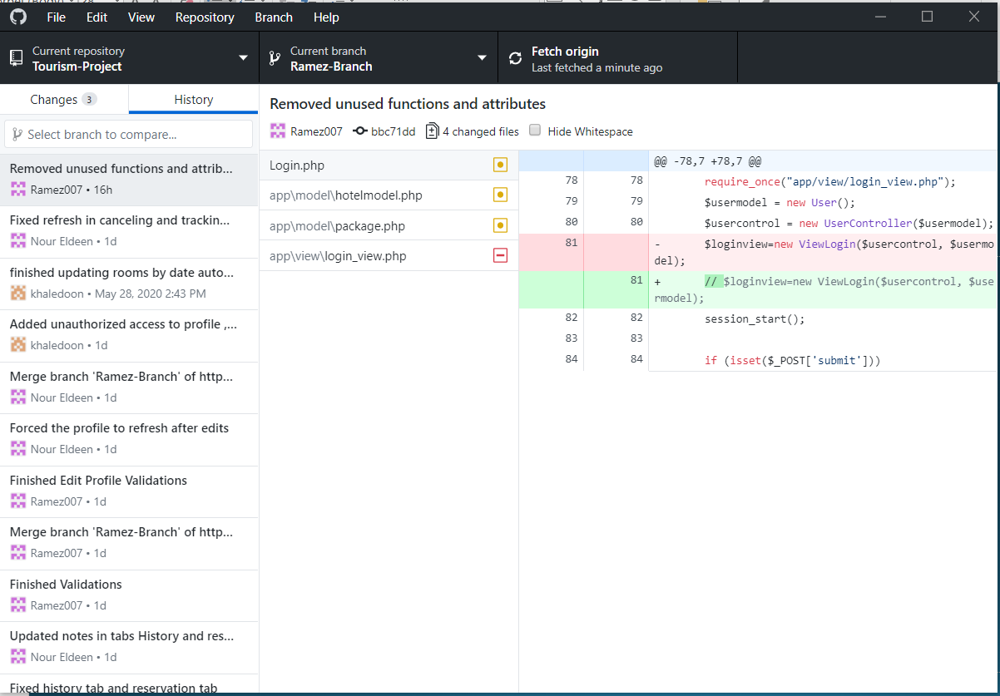 File Edit View Repository Branch Help
Current repository
Tourism-Project
Current branch
Ramez-Branch
Fetch origin
Last fetched a minute ago
Changes 3
History
Select branch to compare...
Removed unused functions and attrib...
Ramez007 • 16h
Fixed refresh in canceling and trackin...
Nour Eldeen • 1d
finished updating rooms by date auto...
khaledoon • May 28, 2020 2:43 PM
Added unauthorized access to profile ,...
khaledoon • 1d
Merge branch 'Ramez-Branch' of http...
Nour Eldeen • 1d
Forced the profile to refresh after edits
Nour Eldeen • 1d
Finished Edit Profile Validations
Ramez007 • 1d
Merge branch 'Ramez-Branch' of http...
Ramez007 • 1d
Finished Validations
Ramez007 • 1d
Updated notes in tabs History and res...
Nour Eldeen • 1d
Fixed history tab and reservation tab
Removed unused functions and attributes
Ramez007 bbc71dd 4 changed files Hide Whitespace
Login.php
app\model\hotelmodel.php
app\model\package.php
app\view\login_view.php
@@ -78,7 +78,7 @@
78 78 require_once("app/view/login_view.php");
79 79 $usermodel = new User();
80 80 $usercontrol = new UserController($usermodel);
81 - $loginview=new ViewLogin($usercontrol, $usermo
del);
81 + // $loginview=new ViewLogin($usercontrol, $use
rmodel);
82 82 session_start();
83 83
84 84 if (isset($_POST['submit']))